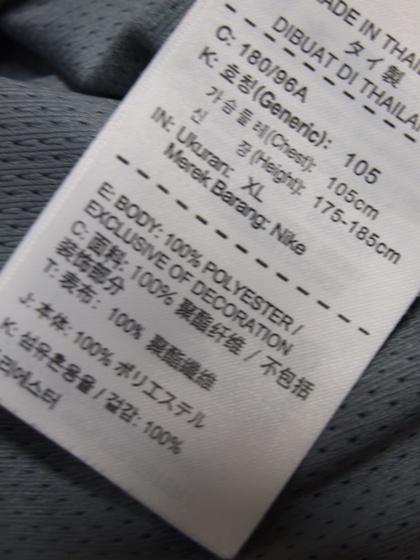 MADE IN THAI
タイ製
DIBUAT DI THAILA
C: 180/96A
K: 호칭(Generic): 105
가슴둘레(Chest): 105cm
신 장(Height): 175-185cm
IN: Ukuran: XL
Merek Barang: Nike
E: BODY: 100% POLYESTER /
EXCLUSIVE OF DECORATION
C: 面料: 100% 聚酯纤维 / 不包括
装饰部分
T: 表布: 100% 聚酯纖維
J: 本体: 100% ポリエステル
K: 섬유혼용율 / 겉감: 100%
리에스터